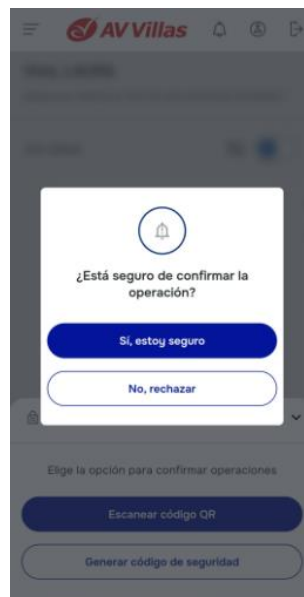 AV Villas
¿Está seguro de confirmar la
operación?
Sí, estoy seguro
No, rechazar
Elige la opción para confirmar operaciones
Escanear código QR
Generar código de seguridad